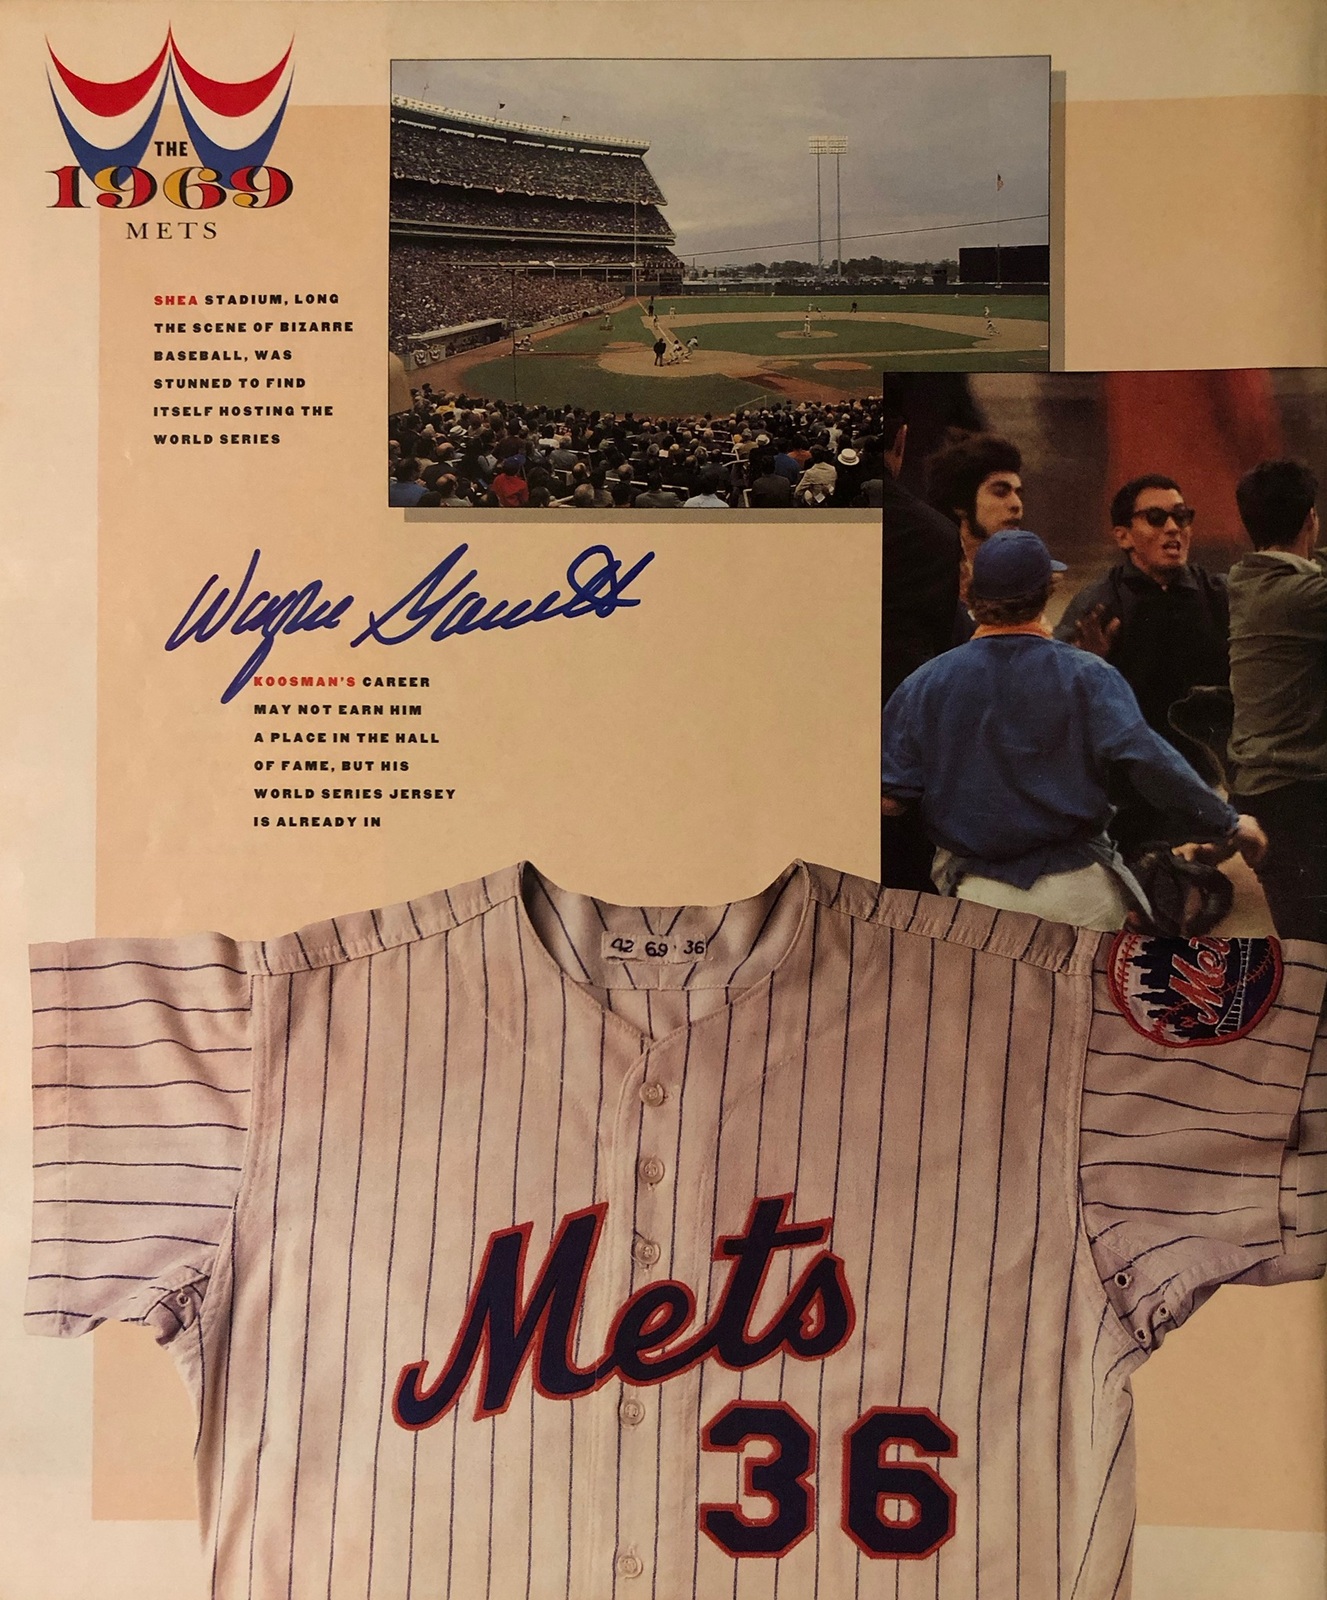 THE
1969
METS
SHEA STADIUM, LONG
THE SCENE OF BIZARRE
BASEBALL, WAS
STUNNED TO FIND
ITSELF HOSTING THE
WORLD SERIES
Wayne Garrett
KOOSMAN'S CAREER
MAY NOT EARN HIM
A PLACE IN THE HALL
OF FAME, BUT HIS
WORLD SERIES JERSEY
IS ALREADY IN
42 69 36
Mets
Mets
36